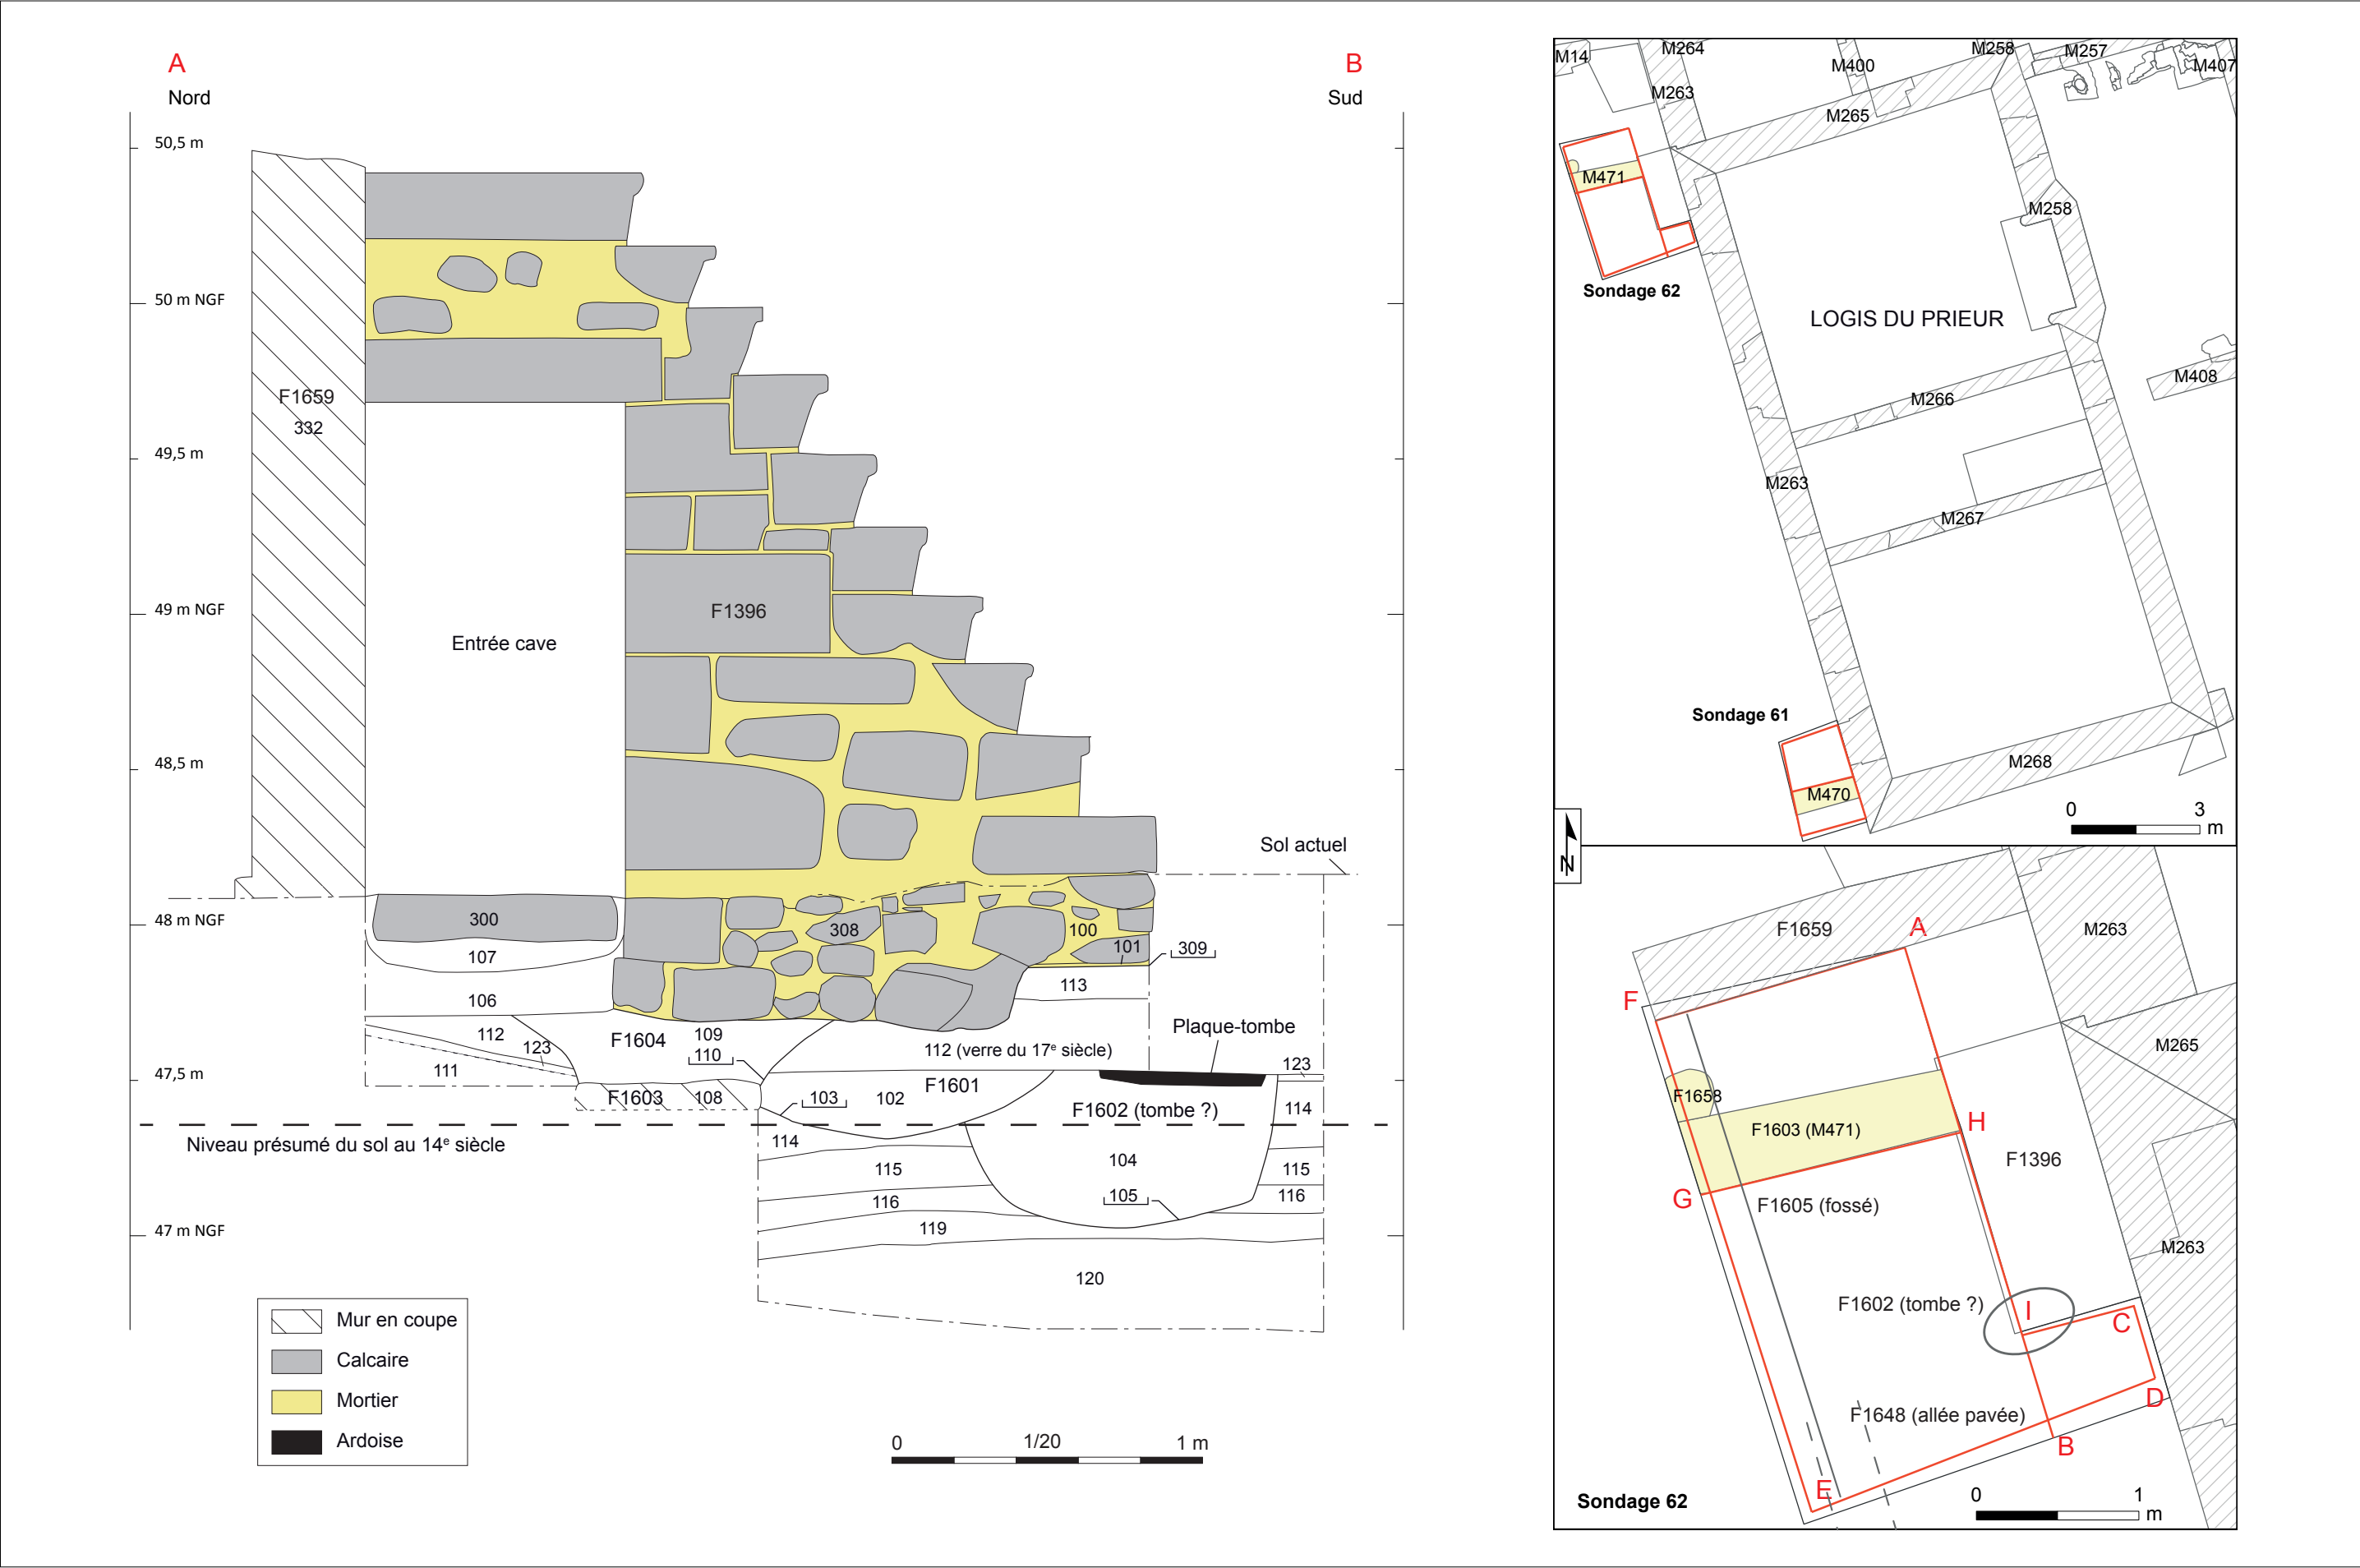 A
Nord
B
Sud
50,5 m
50 m NGF
49,5 m
49 m NGF
48,5 m
48 m NGF
47,5 m
47 m NGF
F1659
332
Entrée cave
F1396
Sol actuel
300
107
106
308
100
101
309
113
112
123
111
F1604
109
110
112 (verre du 17e siècle)
Plaque-tombe
123
F1603
108
103
102
F1601
F1602 (tombe ?)
114
Niveau présumé du sol au 14e siècle
114
115
104
115
116
105
116
119
120
Mur en coupe
Calcaire
Mortier
Ardoise
0
1/20
1 m
M14
M264
M263
M400
M265
M258
M257
M407
M471
M258
Sondage 62
LOGIS DU PRIEUR
M408
M266
M263
M267
Sondage 61
M268
M470
0
3
m
N
F1659
A
M263
F
M265
F1658
F1603 (M471)
H
F1396
G
F1605 (fossé)
M263
F1602 (tombe ?)
I
C
D
F1648 (allée pavée)
B
E
Sondage 62
0
1
m